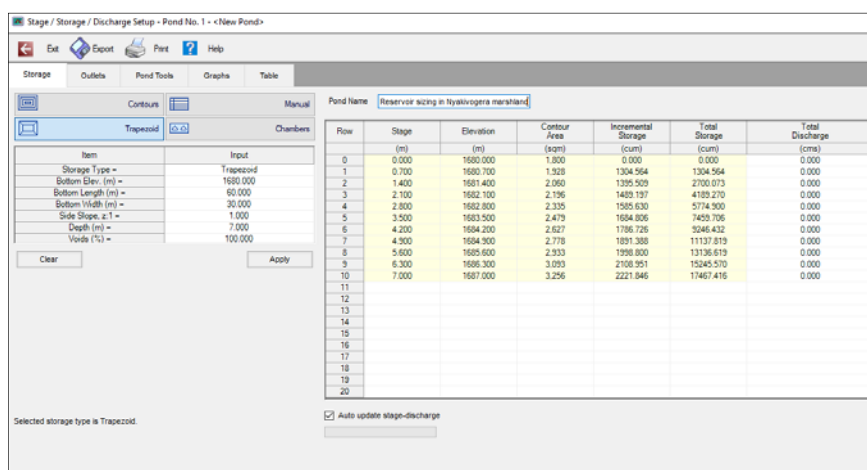 Stage / Storage / Discharge Setup - Pond No. 1 - <New Pond>
Exit Export Print ? Help
Storage Outlets Pond Tools Graphs Table
Contours Manual
Trapezoid Chambers
Item Input
Storage Type = Trapezoid
Bottom Elev. (m) = 1680.000
Bottom Length (m) = 60.000
Bottom Width (m) = 30.000
Side Slope, z:1 = 1.000
Depth (m) = 7.000
Voids (%) = 100.000
Clear Apply
Selected storage type is Trapezoid.
Pond Name Reservoir sizing in Nyakivogera marshland
Row Stage Elevation Contour Area Incremental Storage Total Storage Total Discharge
(m) (m) (sqm) (cum) (cum) (cms)
0 0.000 1680.000 1.800 0.000 0.000 0.000
1 0.700 1680.700 1.928 1304.564 1304.564 0.000
2 1.400 1681.400 2.060 1395.509 2700.073 0.000
3 2.100 1682.100 2.196 1489.197 4189.270 0.000
4 2.800 1682.800 2.335 1585.630 5774.900 0.000
5 3.500 1683.500 2.479 1684.806 7459.706 0.000
6 4.200 1684.200 2.627 1786.726 9246.432 0.000
7 4.900 1684.900 2.778 1891.388 11137.819 0.000
8 5.600 1685.600 2.933 1998.800 13136.619 0.000
9 6.300 1686.300 3.093 2108.951 15245.570 0.000
10 7.000 1687.000 3.256 2221.846 17467.416 0.000
11
12
13
14
15
16
17
18
19
20
Auto update stage-discharge